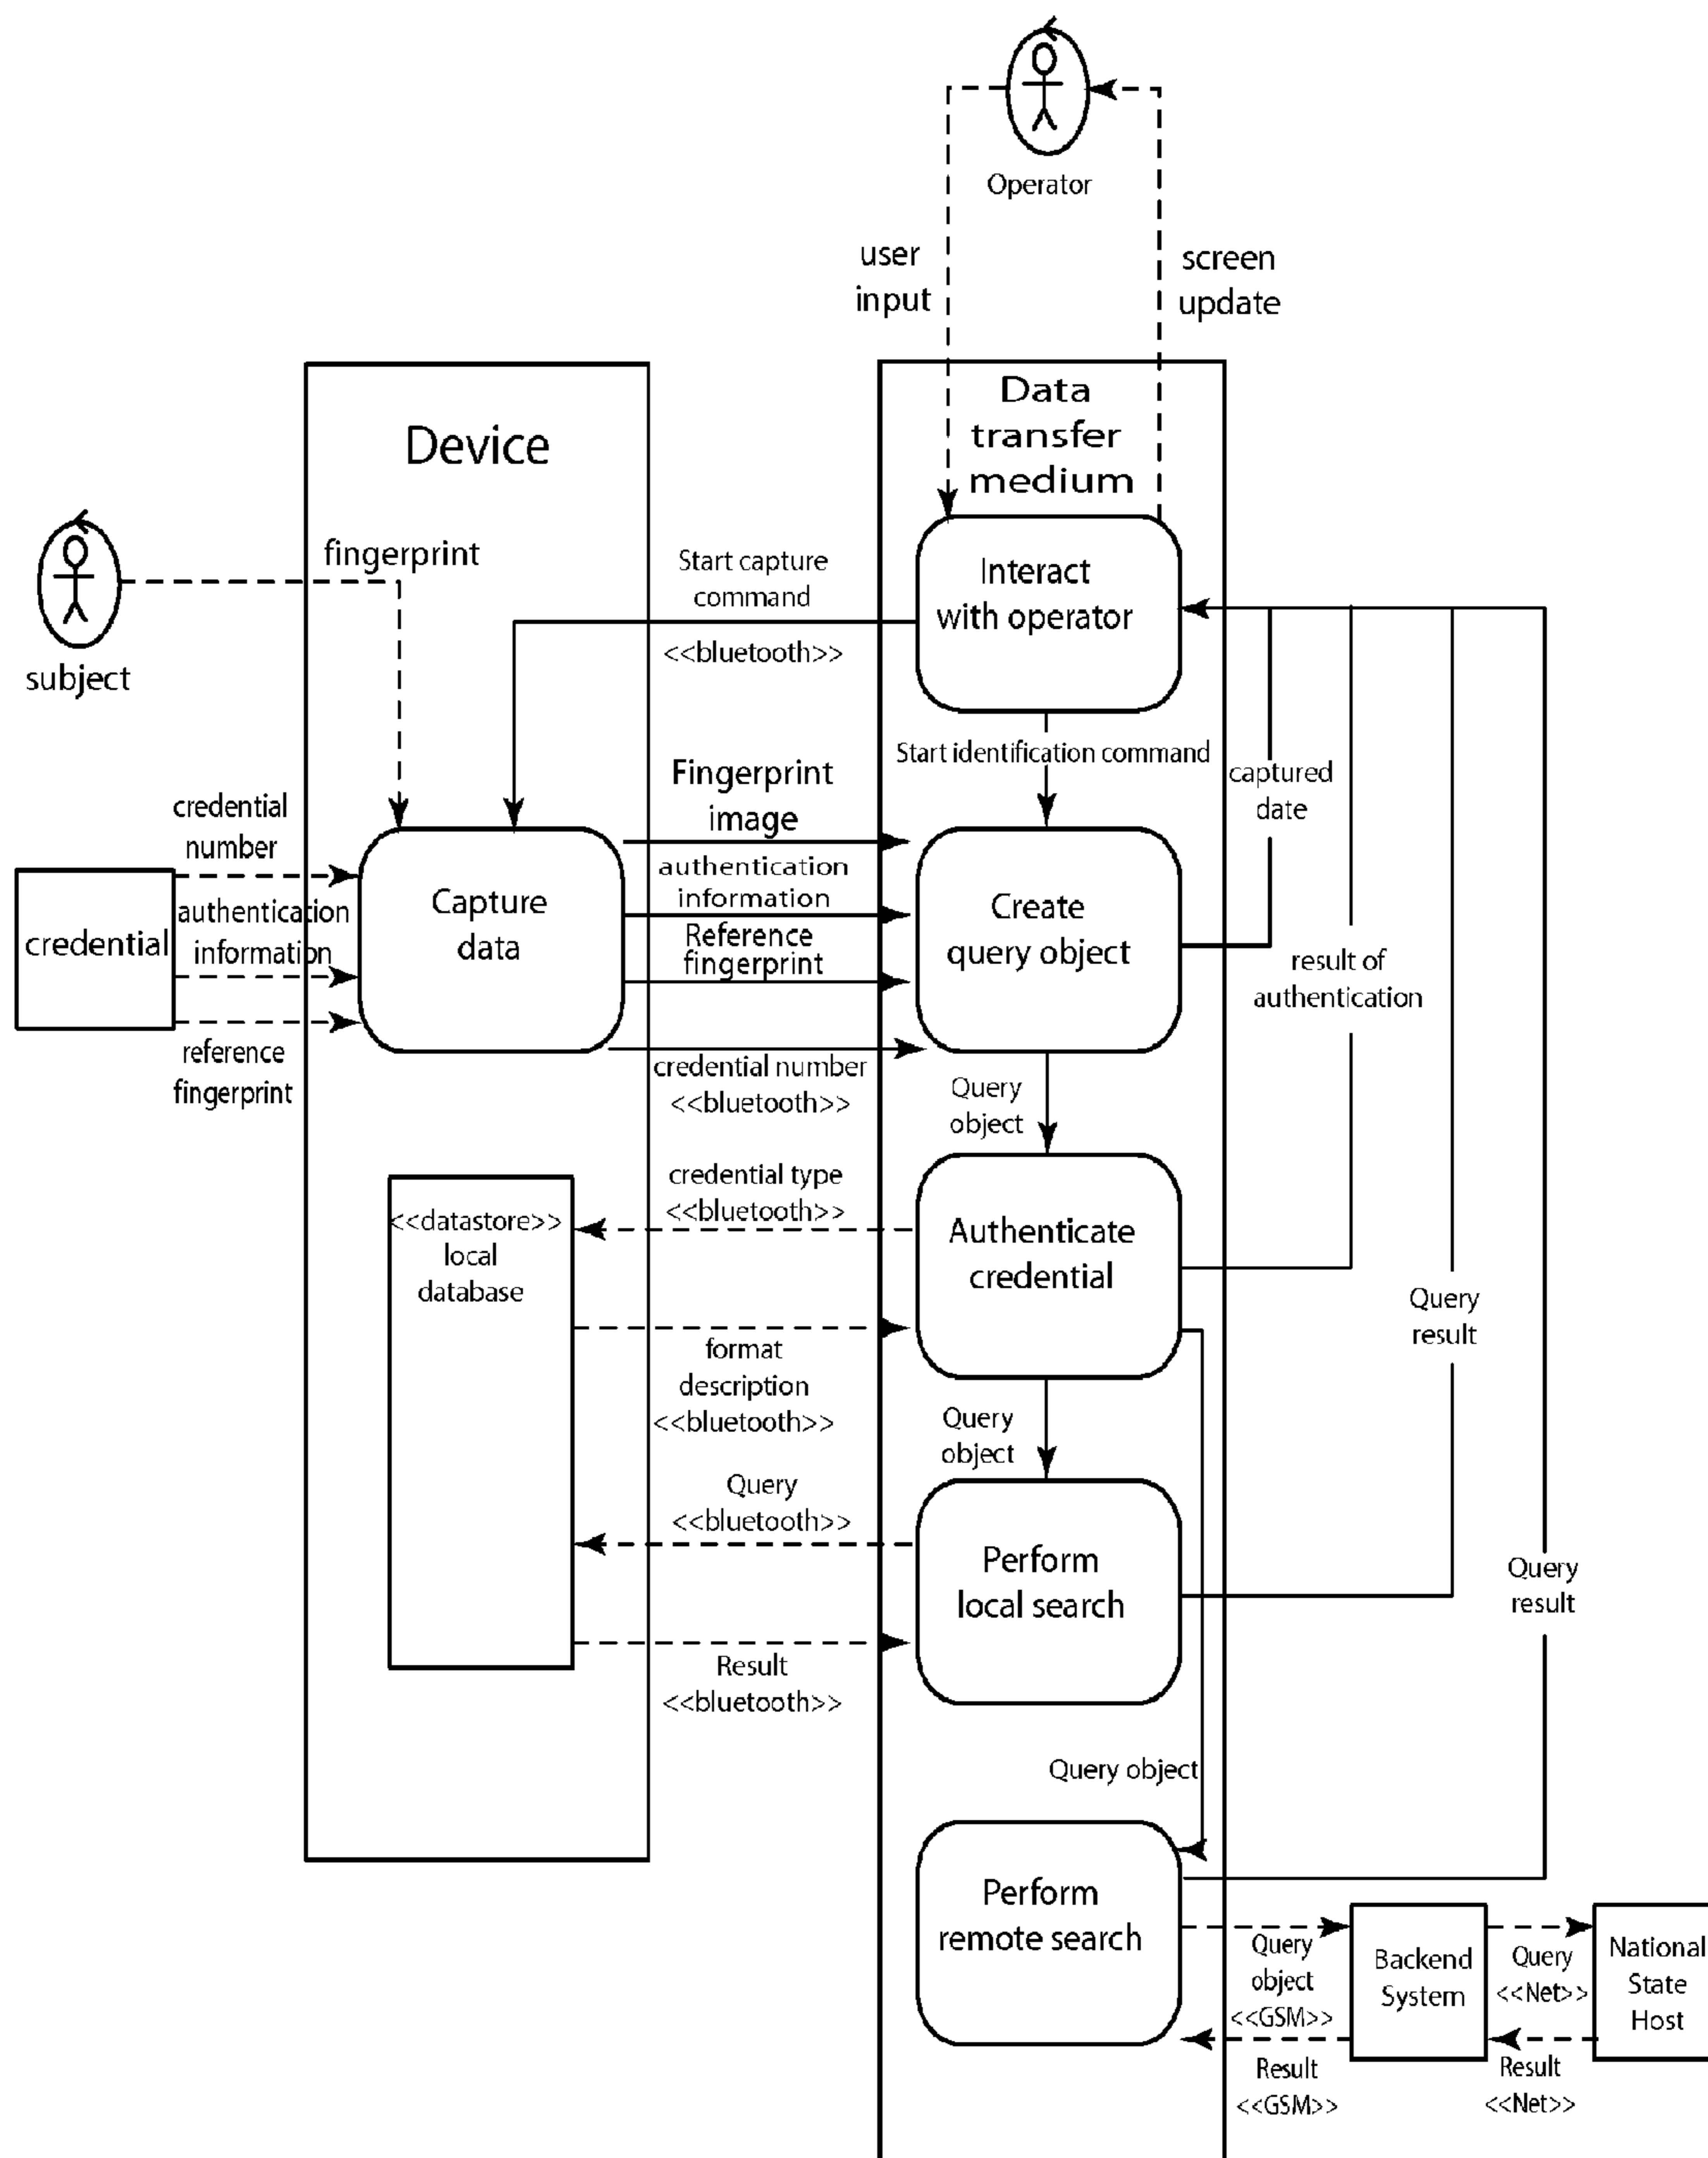 Operator
user
input
screen
update
Device
Data
transfer
medium
subject
fingerprint
Start capture
command
<<bluetooth>>
Interact
with operator
Start identification command
captured
date
credential
number
authentication
information
reference
fingerprint
credential
Capture
data
Fingerprint
image
authentication
information
Reference
fingerprint
credential number
<<bluetooth>>
Create
query object
result of
authentication
Query
object
credential type
<<bluetooth>>
<<datastore>>
local
database
format
description
<<bluetooth>>
Authenticate
credential
Query
result
Query
object
Query
<<bluetooth>>
Result
<<bluetooth>>
Perform
local search
Query
result
Query object
Perform
remote search
Query
object
<<GSM>>
Result
<<GSM>>
Backend
System
Query
<<Net>>
Result
<<Net>>
National
State
Host